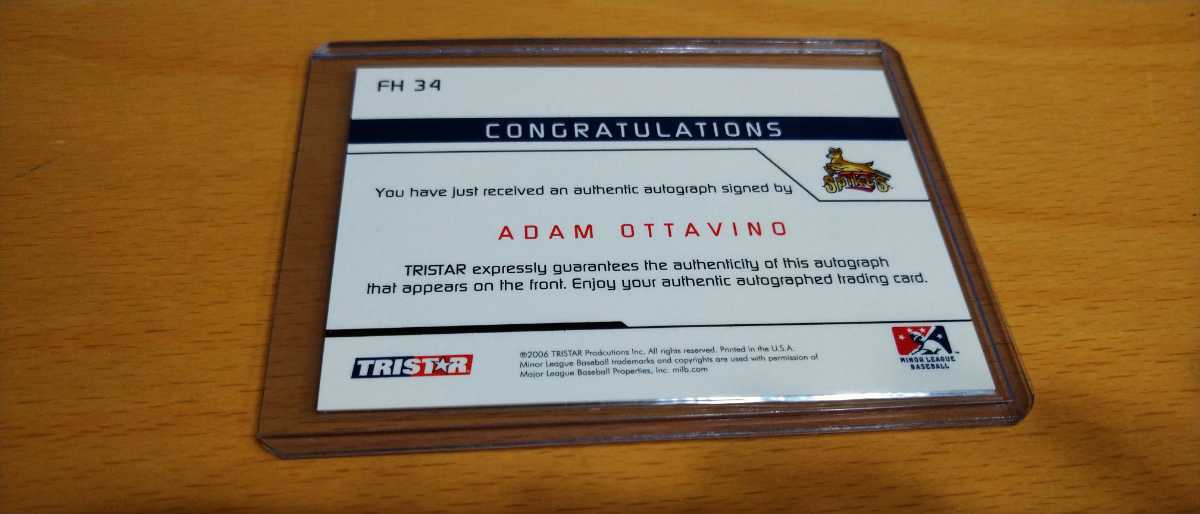 FH 34
CONGRATULATIONS
SPIKES
You have just received an authentic autograph signed by
ADAM OTTAVINO
TRISTAR expressly guarantees the authenticity of this autograph
that appears on the front. Enjoy your authentic autographed trading card.
TRISTAR
©2006 TRISTAR Prodcutions Inc. All rights reserved. Printed in the U.S.A.
Minor League Baseball trademarks and copyrights are used with permission of
Major League Baseball Properties, Inc. milb.com
MINOR LEAGUE
BASEBALL